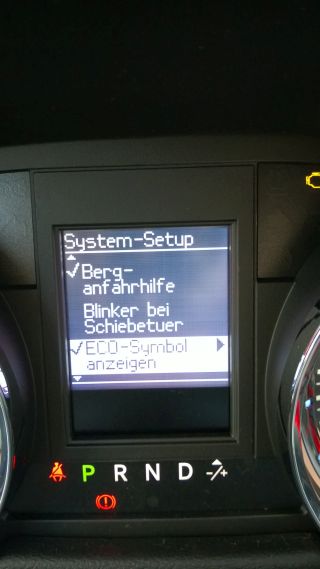 System-Setup
✓Berg-
anfahrhilfe
Blinker bei
Schiebetuer
✓ECO-Symbol
anzeigen
P R N D -/+